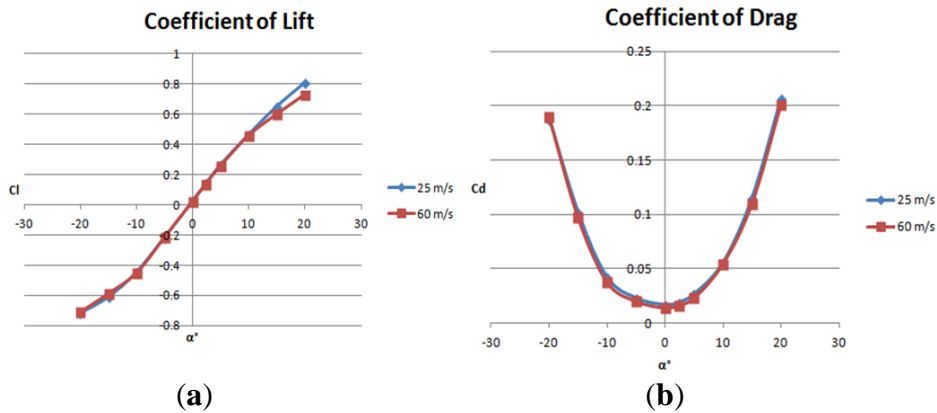 Coefficient of Lift
1
0.8
0.6
0.4
0.2
0
-0.2
-0.4
-0.6
-0.8
-30 -20 -10 0 10 20 30
Cl
α°
25 m/s
60 m/s
(a)
Coefficient of Drag
0.25
0.2
0.15
0.1
0.05
0
-30 -20 -10 0 10 20 30
Cd
α°
25 m/s
60 m/s
(b)